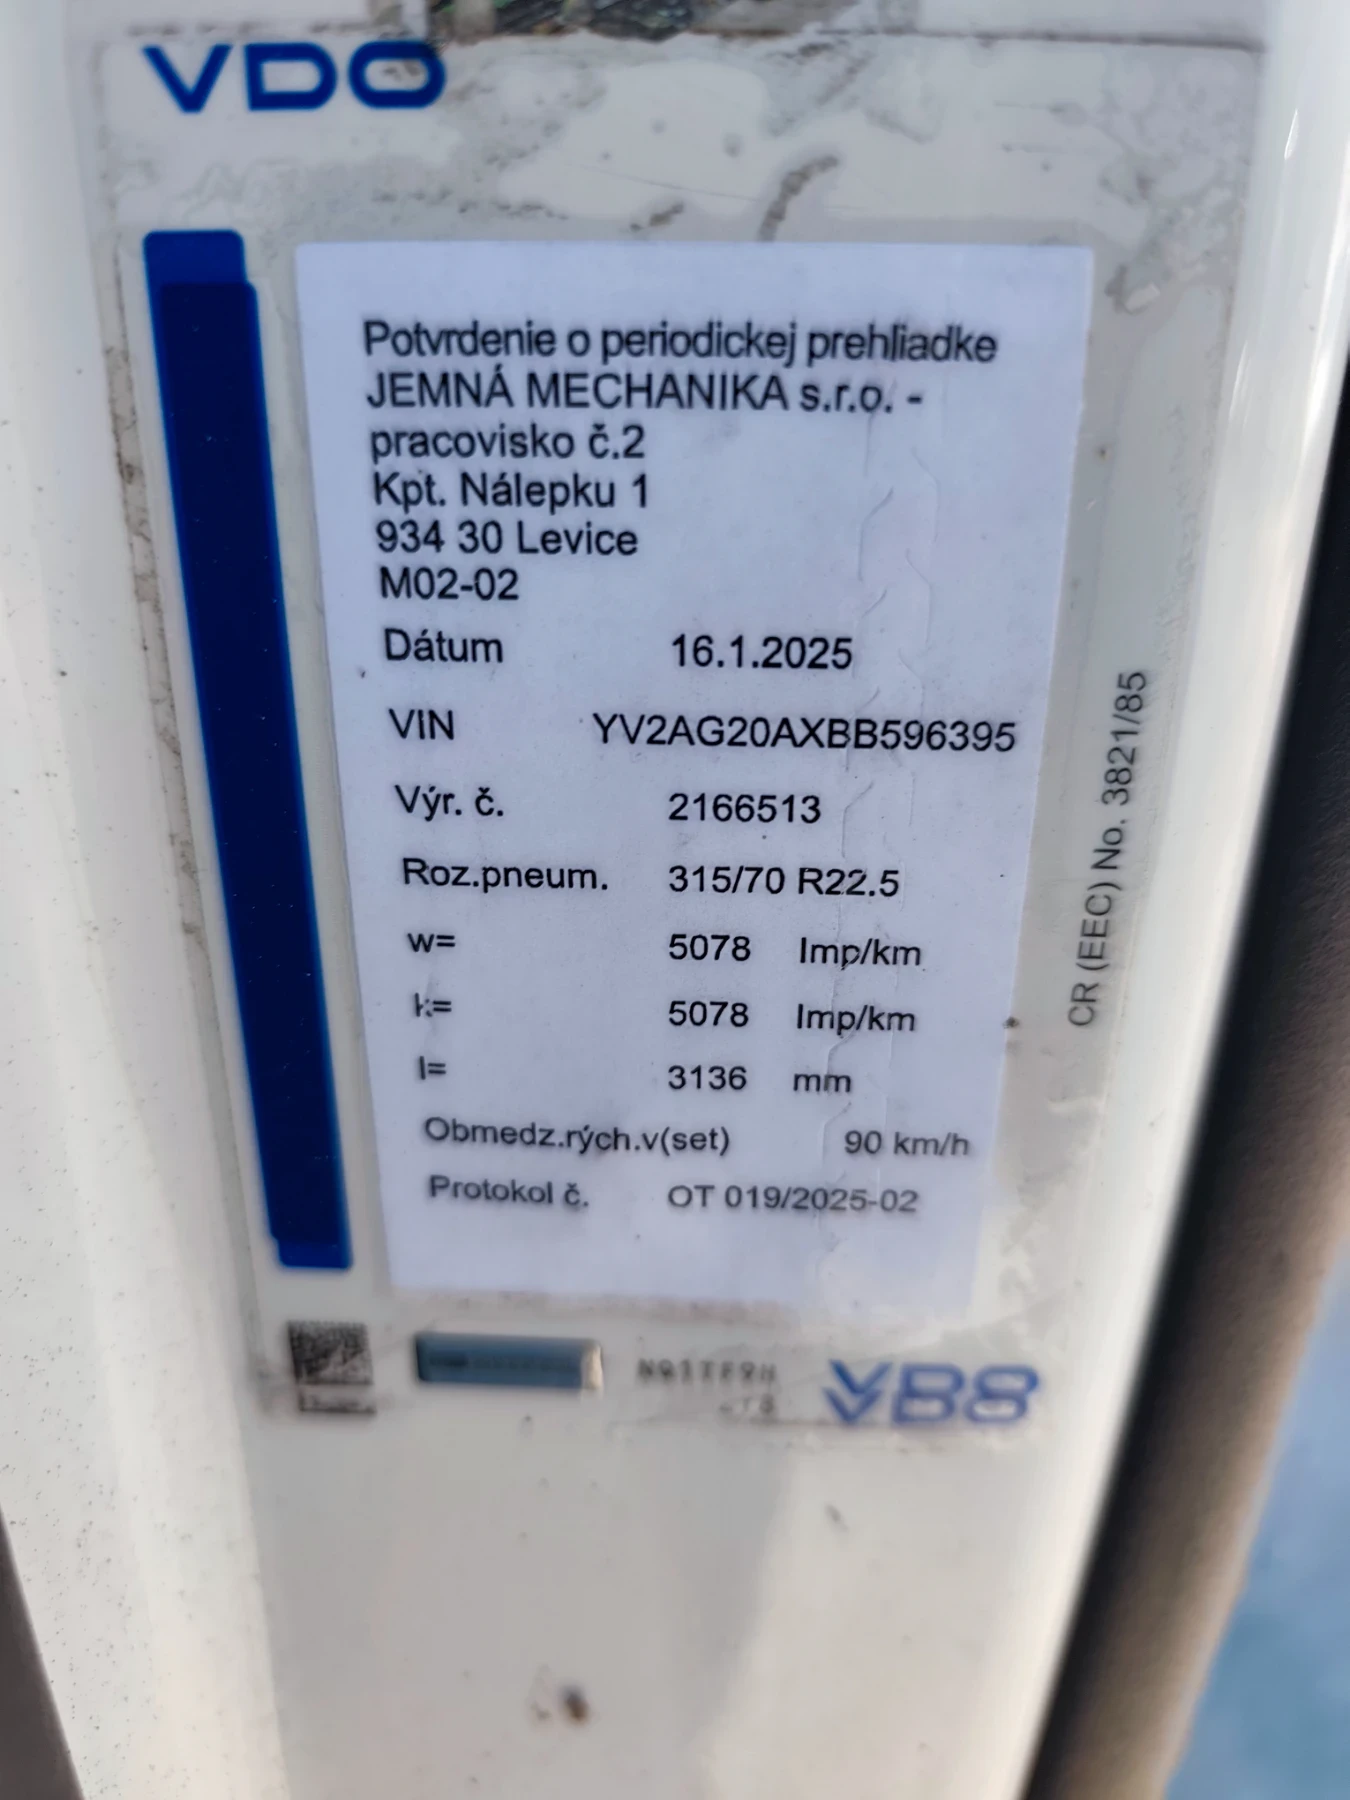 VDO
Potvrdenie o periodickej prehliadke
JEMNÁ MECHANIKA s.r.o. -
pracovisko č.2
Kpt. Nálepku 1
934 30 Levice
M02-02
Dátum 16.1.2025
VIN YV2AG20AXBB596395
Výr. č. 2166513
Roz.pneum. 315/70 R22.5
w= 5078 Imp/km
k= 5078 Imp/km
l= 3136 mm
Obmedz.rých.v(set) 90 km/h
Protokol č. OT 019/2025-02
CR (EEC) No. 3821/85